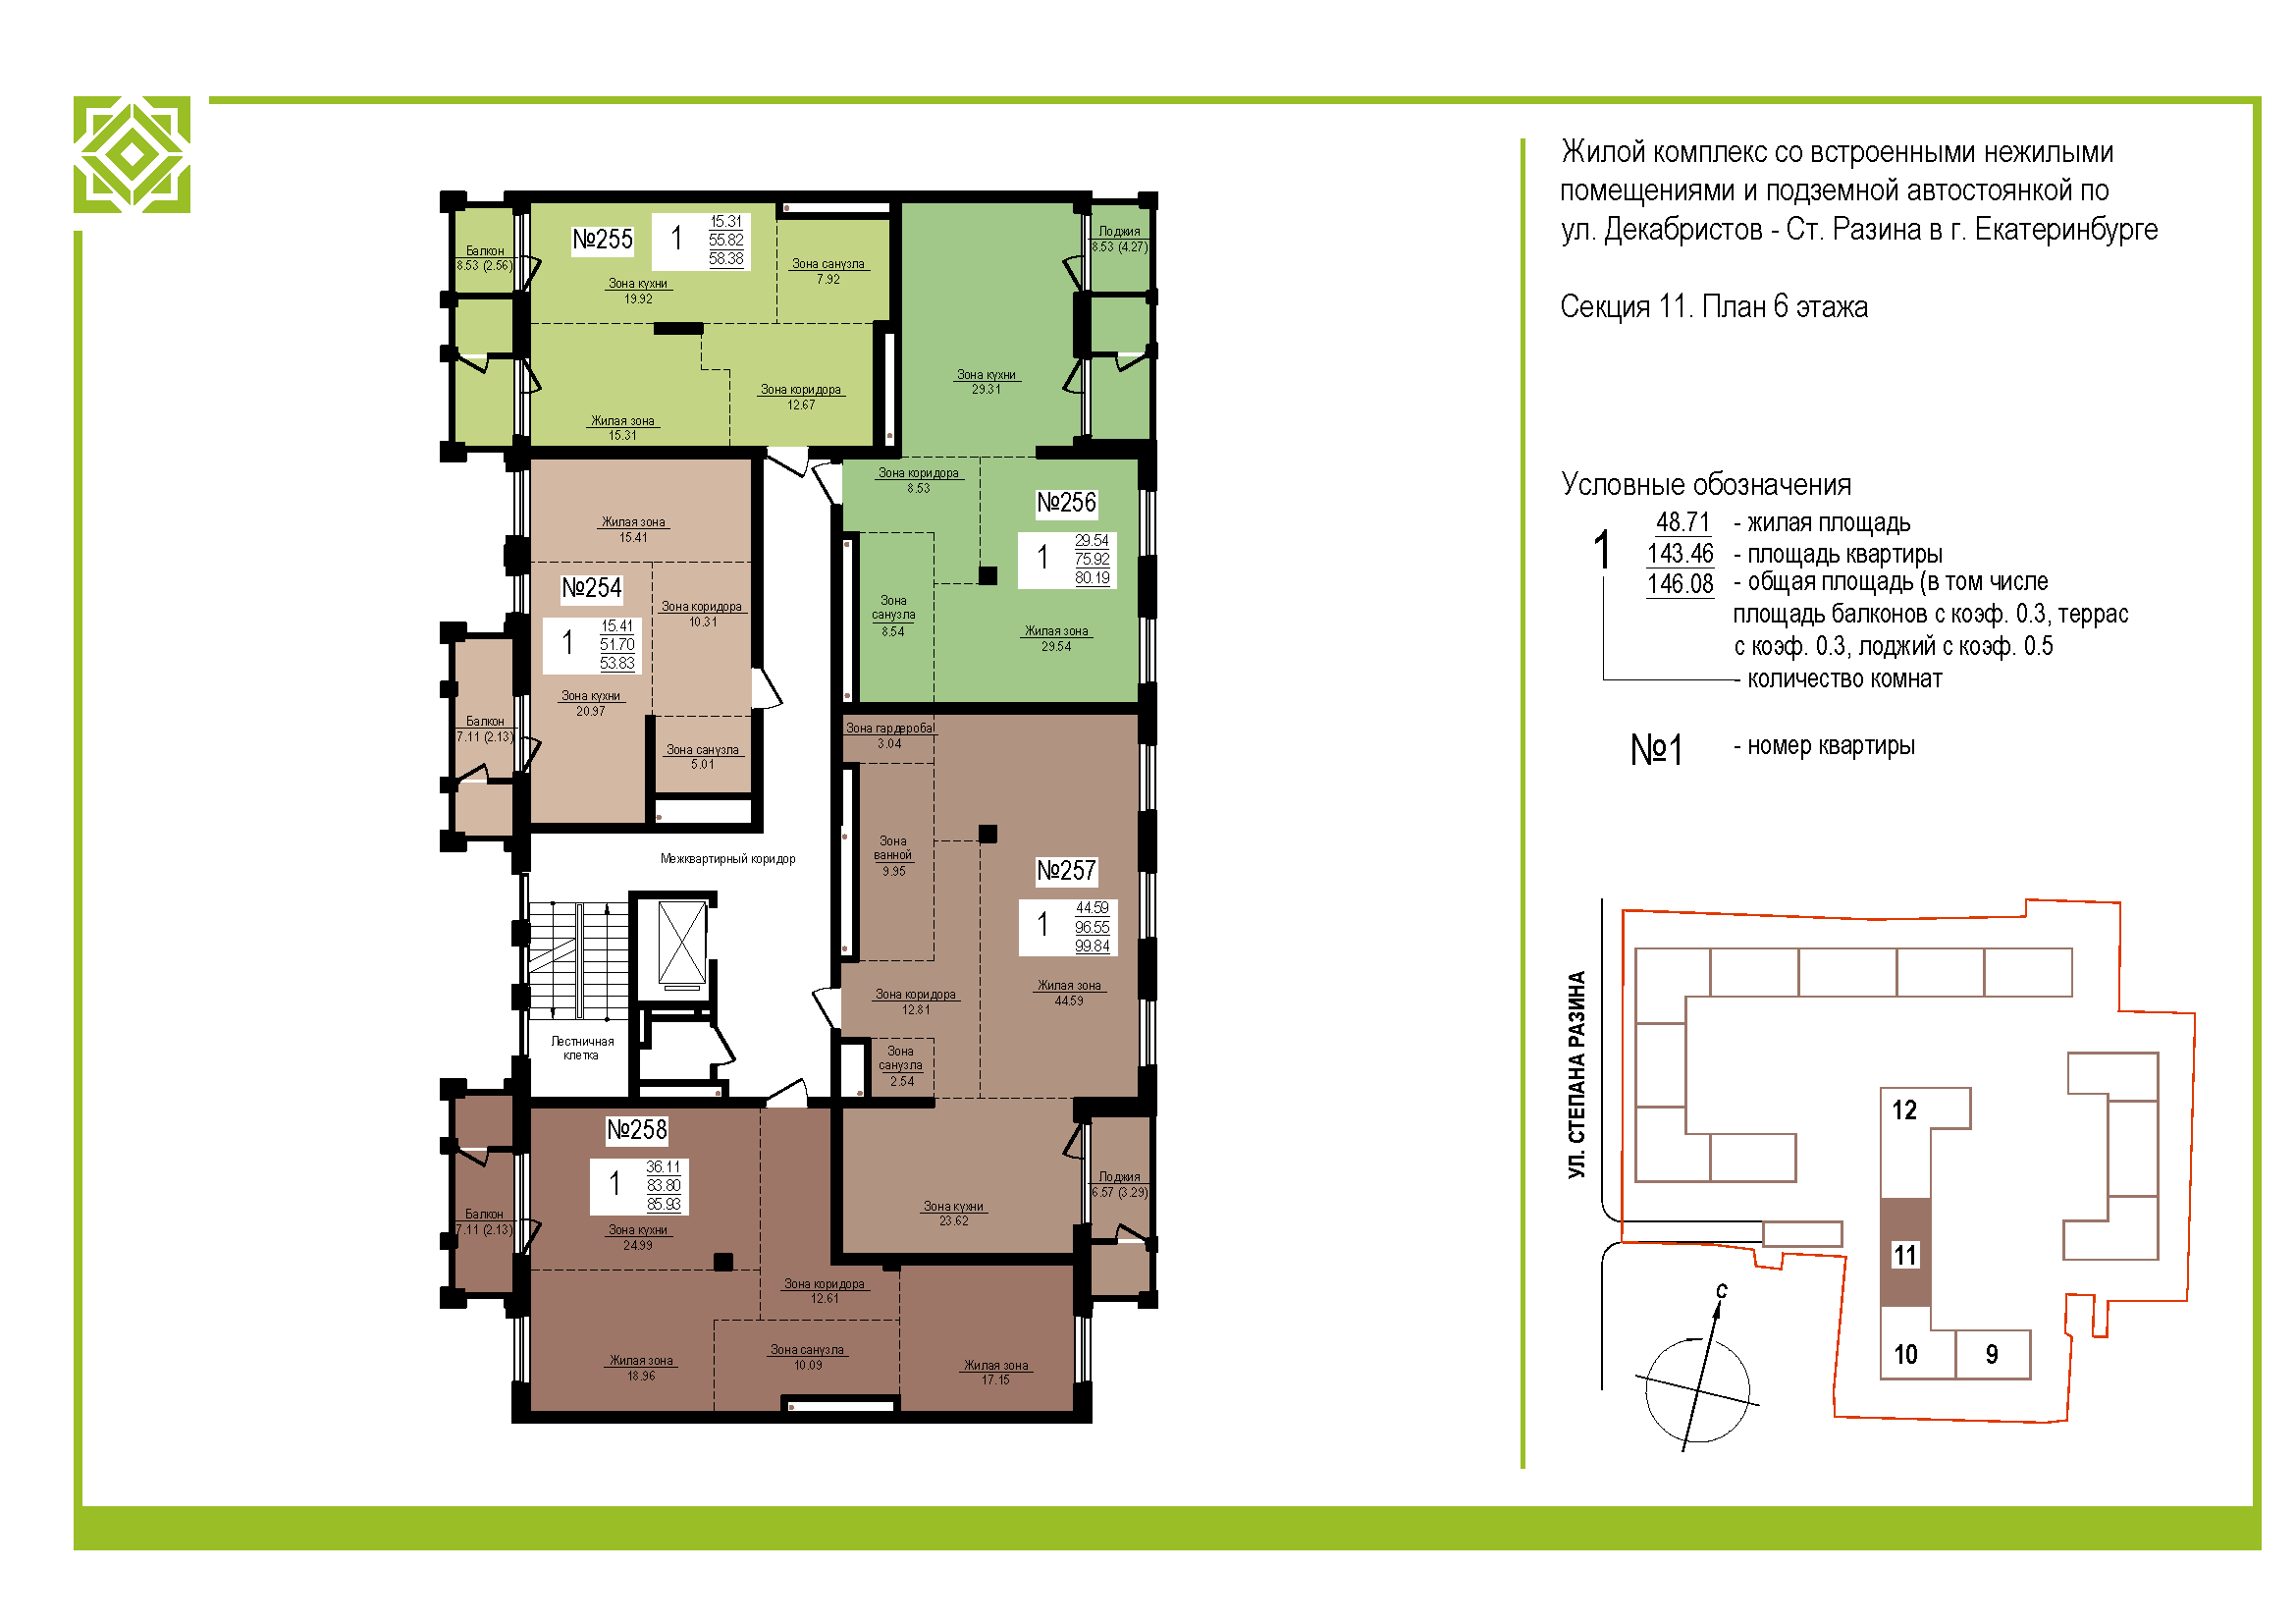 Жилой комплекс со встроенными нежилыми
помещениями и подземной автостоянкой по
ул. Декабристов - Ст. Разина в г. Екатеринбурге
Секция 11. План 6 этажа
Условные обозначения
1
48.71 - жилая площадь
143.46 - площадь квартиры
146.08 - общая площадь (в том числе
площадь балконов с коэф. 0.3, террас
с коэф. 0.3, лоджий с коэф. 0.5
- количество комнат
№1 - номер квартиры
№255
1
15.31
55.82
58.38
Балкон
8.53 (2.56)
Зона кухни
19.92
Зона санузла
7.92
Зона коридора
12.67
Жилая зона
15.31
Лоджия
8.53 (4.27)
Зона кухни
29.31
Зона коридора
8.53
№256
1
29.54
75.92
80.19
Зона
санузла
8.54
Жилая зона
29.54
Жилая зона
15.41
№254
1
15.41
51.70
53.83
Зона коридора
10.31
Зона кухни
20.97
Балкон
7.11 (2.13)
Зона санузла
5.01
Зона гардероба
3.04
Зона
ванной
9.95
№257
1
44.59
96.55
99.84
Жилая зона
44.59
Зона коридора
12.81
Зона
санузла
2.54
Зона кухни
23.62
Лоджия
6.57 (3.29)
Межквартирный коридор
Лестничная
клетка
№258
1
36.11
83.80
85.93
Балкон
7.11 (2.13)
Зона кухни
24.99
Зона коридора
12.61
Зона санузла
10.09
Жилая зона
18.96
Жилая зона
17.15
УЛ. СТЕПАНА РАЗИНА
12
11
10
9
С